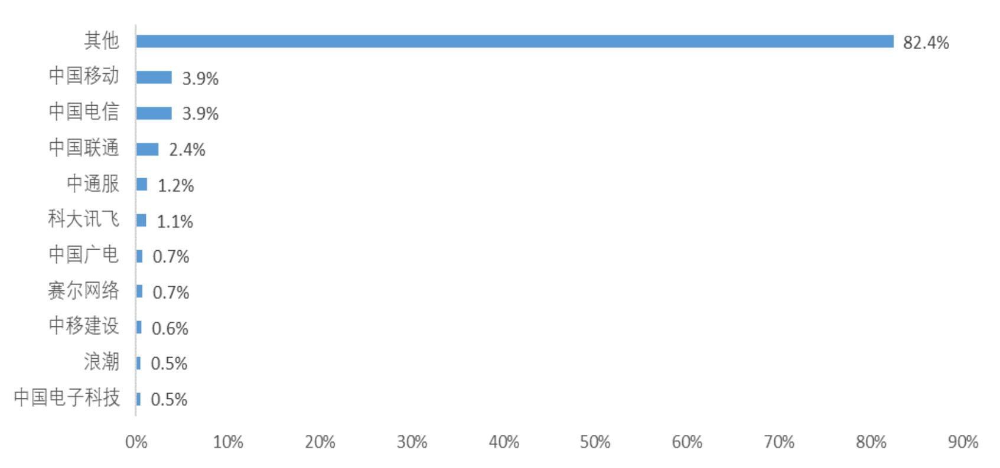 其他 82.4%
中国移动 3.9%
中国电信 3.9%
中国联通 2.4%
中通服 1.2%
科大讯飞 1.1%
中国广电 0.7%
赛尔网络 0.7%
中移建设 0.6%
浪潮 0.5%
中国电子科技 0.5%
0% 10% 20% 30% 40% 50% 60% 70% 80% 90%